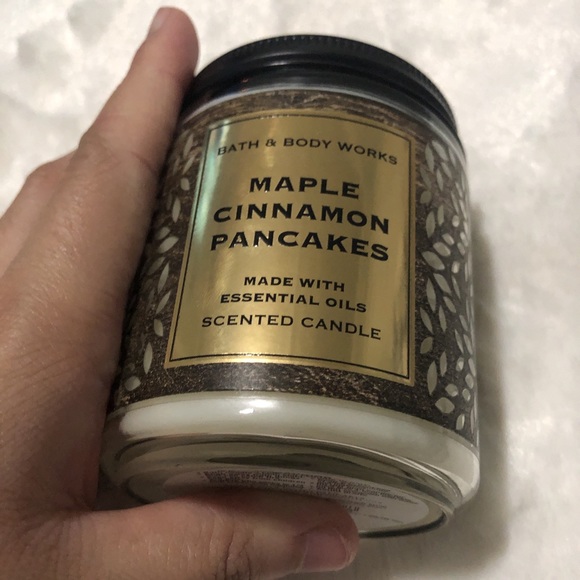 BATH & BODY WORKS
MAPLE
CINNAMON
PANCAKES
MADE WITH
ESSENTIAL OILS
SCENTED CANDLE